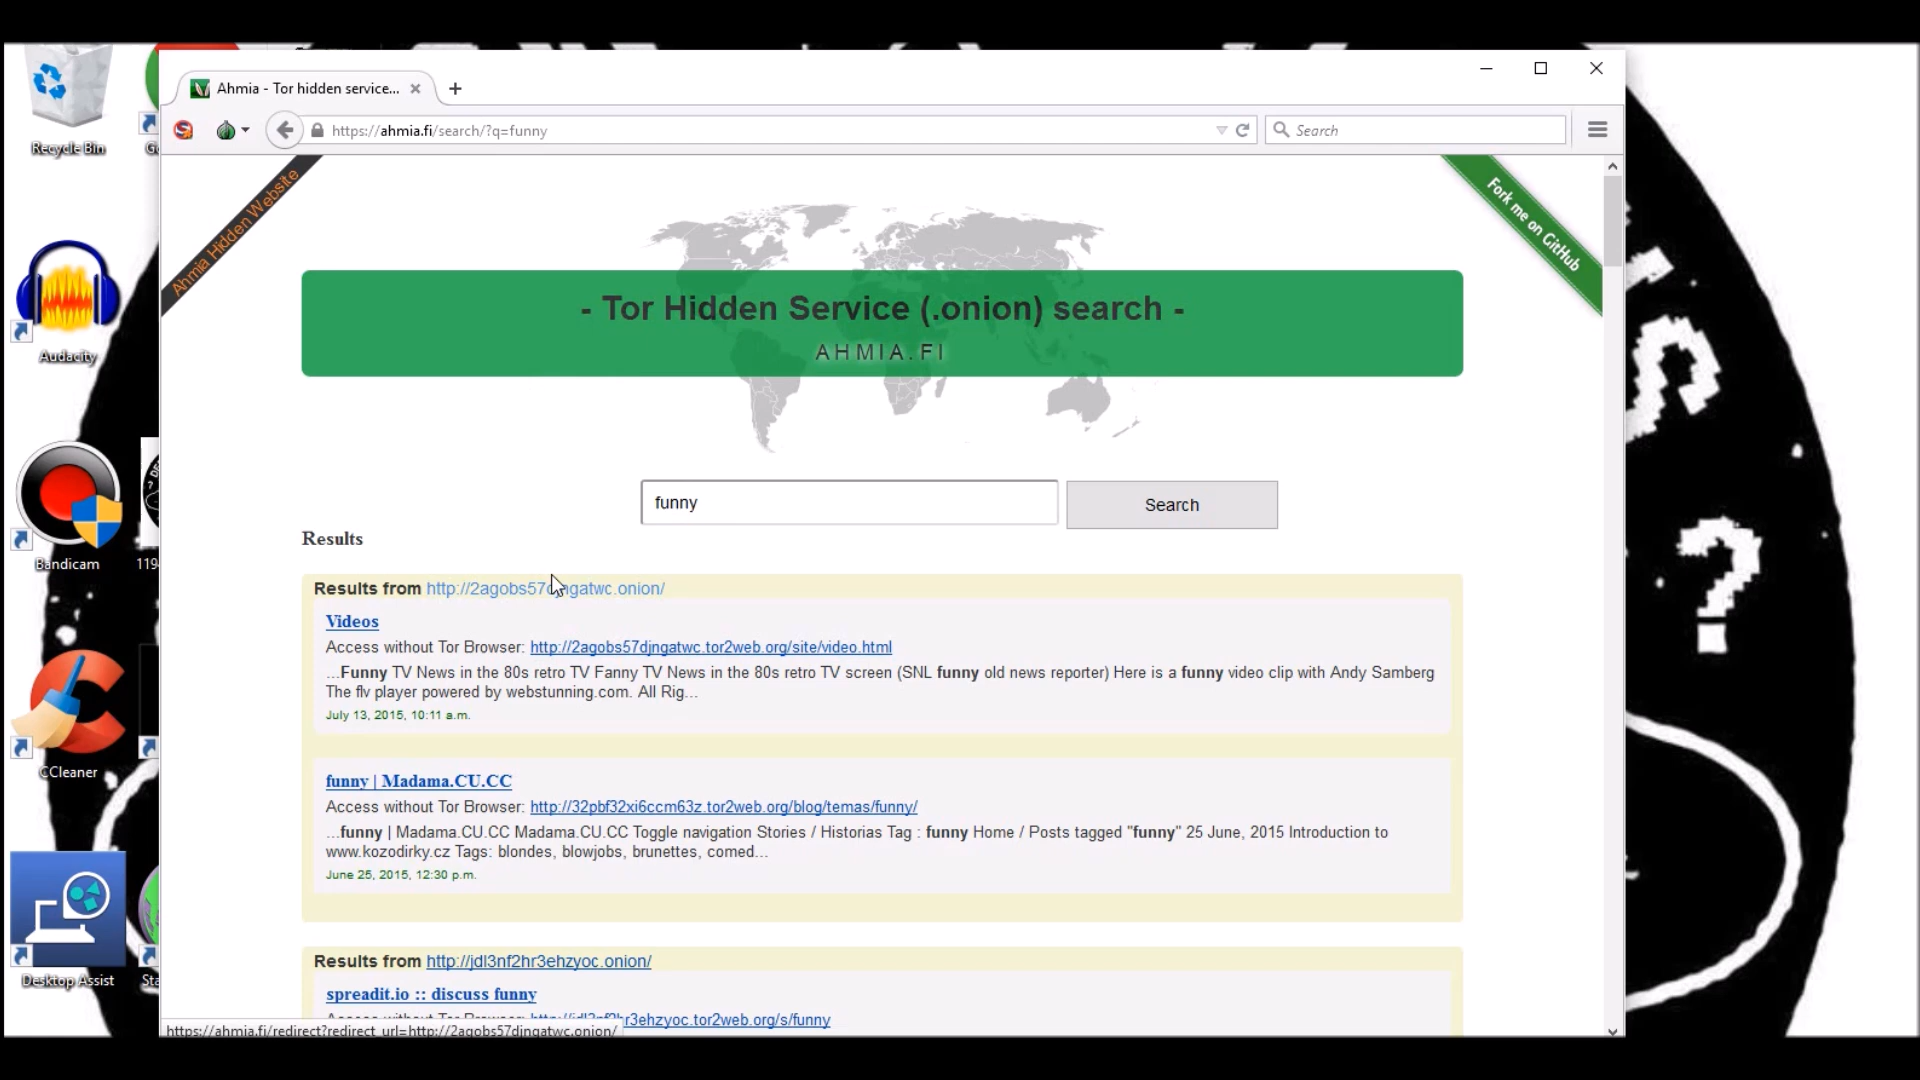 Recycle Bin
Audacity
Bandicam
119
CCleaner
Desktop Assist
Sta
Ahmia - Tor hidden service...
https://ahmia.fi/search/?q=funny
Search
Ahmia Hidden Website
Fork me on GitHub
- Tor Hidden Service (.onion) search -
AHMIA.FI
funny
Search
Results
Results from http://2agobs57djngatwc.onion/
Videos
Access without Tor Browser: http://2agobs57djngatwc.tor2web.org/site/video.html
...Funny TV News in the 80s retro TV Fanny TV News in the 80s retro TV screen (SNL funny old news reporter) Here is a funny video clip with Andy Samberg
The flv player powered by webstunning.com. All Rig...
July 13, 2015, 10:11 a.m.
funny | Madama.CU.CC
Access without Tor Browser: http://32pbf32xi6ccm63z.tor2web.org/blog/temas/funny/
...funny | Madama.CU.CC Madama.CU.CC Toggle navigation Stories / Historias Tag : funny Home / Posts tagged "funny" 25 June, 2015 Introduction to
www.kozodirky.cz Tags: blondes, blowjobs, brunettes, comed...
June 25, 2015, 12:30 p.m.
Results from http://jdl3nf2hr3ehzyoc.onion/
spreadit.io :: discuss funny
Access without Tor Browser: http://jdl3nf2hr3ehzyoc.tor2web.org/s/funny
https://ahmia.fi/redirect?redirect_url=http://2agobs57djngatwc.onion/
?